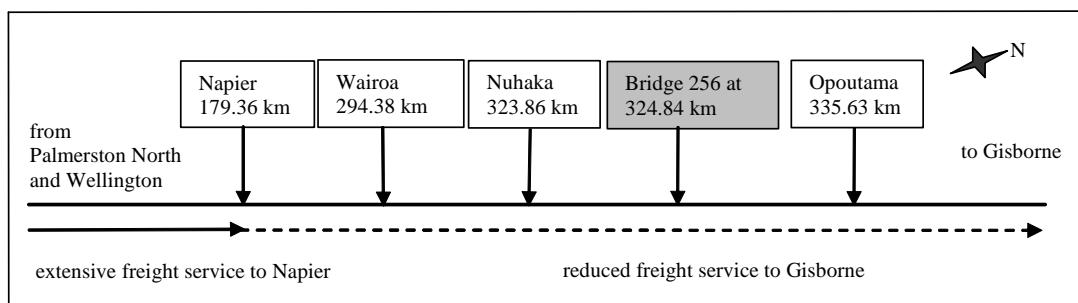 N
Napier
179.36 km
Wairoa
294.38 km
Nuhaka
323.86 km
Bridge 256 at
324.84 km
Opoutama
335.63 km
from
Palmerston North
and Wellington
to Gisborne
extensive freight service to Napier
reduced freight service to Gisborne